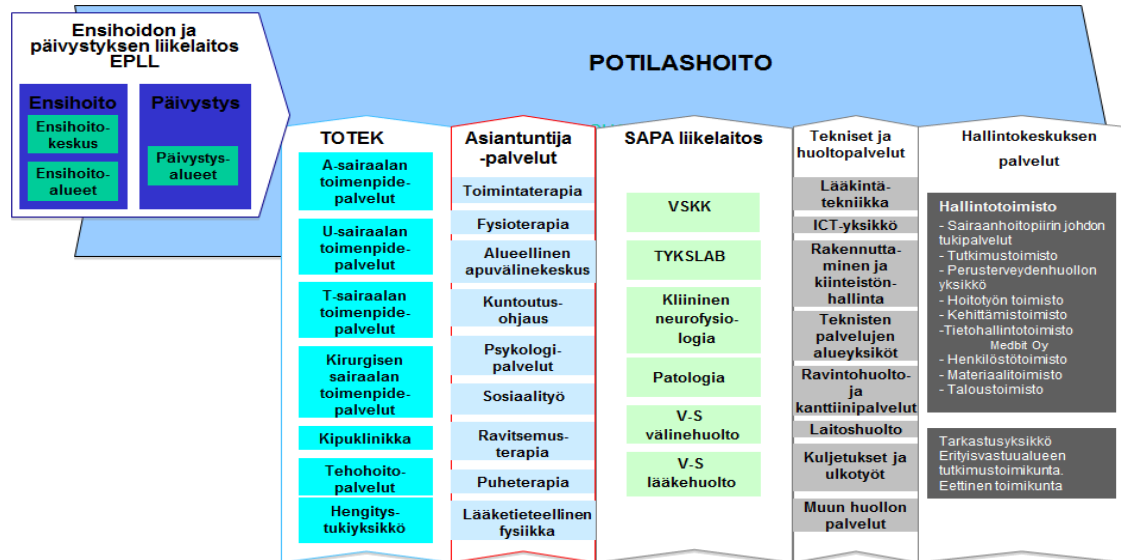 Ensihoidon ja
päivystyksen liikelaitos
EPLL
Ensihoito
Ensihoito-
keskus
Ensihoito-
alueet
Päivystys
Päivystys-
alueet
POTILASHOITO
TOTEK
A-sairaalan
toimenpide-
palvelut
U-sairaalan
toimenpide-
palvelut
T-sairaalan
toimenpide-
palvelut
Kirurgisen
sairaalan
toimenpide-
palvelut
Kipuklinikka
Tehohoito-
palvelut
Hengitys-
tukiyksikkö
Asiantuntija
-palvelut
Toimintaterapia
Fysioterapia
Alueellinen
apuvälinekeskus
Kuntoutus-
ohjaus
Psykologi-
palvelut
Sosiaalityö
Ravitsemus-
terapia
Puheterapia
Lääketieteellinen
fysiikka
SAPA liikelaitos
VSKK
TYKSLAB
Kliininen
neurofysio-
logia
Patologia
V-S
välinehuolto
V-S
lääkehuolto
Tekniset ja
huoltopalvelut
Lääkintä-
tekniikka
ICT-yksikkö
Rakennutta-
minen ja
kiinteistön-
hallinta
Teknisten
palvelujen
alueyksiköt
Ravintohuolto-
ja
kanttiinipalvelut
Laitoshuolto
Kuljetukset ja
ulkotyöt
Muun huollon
palvelut
Hallintokeskuksen
palvelut
Hallintotoimisto
- Sairaanhoitopiirin johdon
tukipalvelut
- Tutkimustoimisto
- Perusterveydenhuollon
yksikkö
- Hoitotyön toimisto
- Kehittämistoimisto
-Tietohallintotoimisto
Medbit Oy
- Henkilöstötoimisto
- Materiaalitoimisto
- Taloustoimisto
Tarkastusyksikkö
Erityisvastuualueen
tutkimustoimikunta.
Eettinen toimikunta